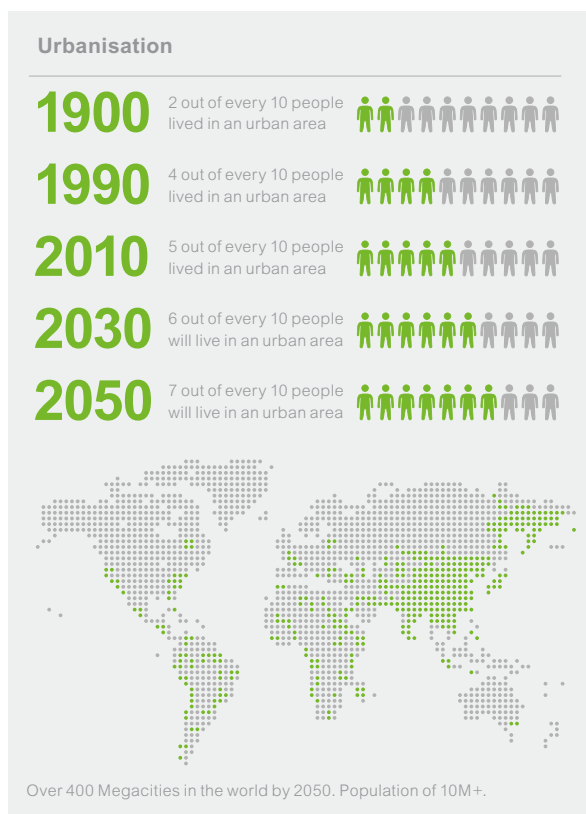 Urbanisation
1900
2 out of every 10 people
lived in an urban area
1990
4 out of every 10 people
lived in an urban area
2010
5 out of every 10 people
lived in an urban area
2030
6 out of every 10 people
will live in an urban area
2050
7 out of every 10 people
will live in an urban area
Over 400 Megacities in the world by 2050. Population of 10M+.